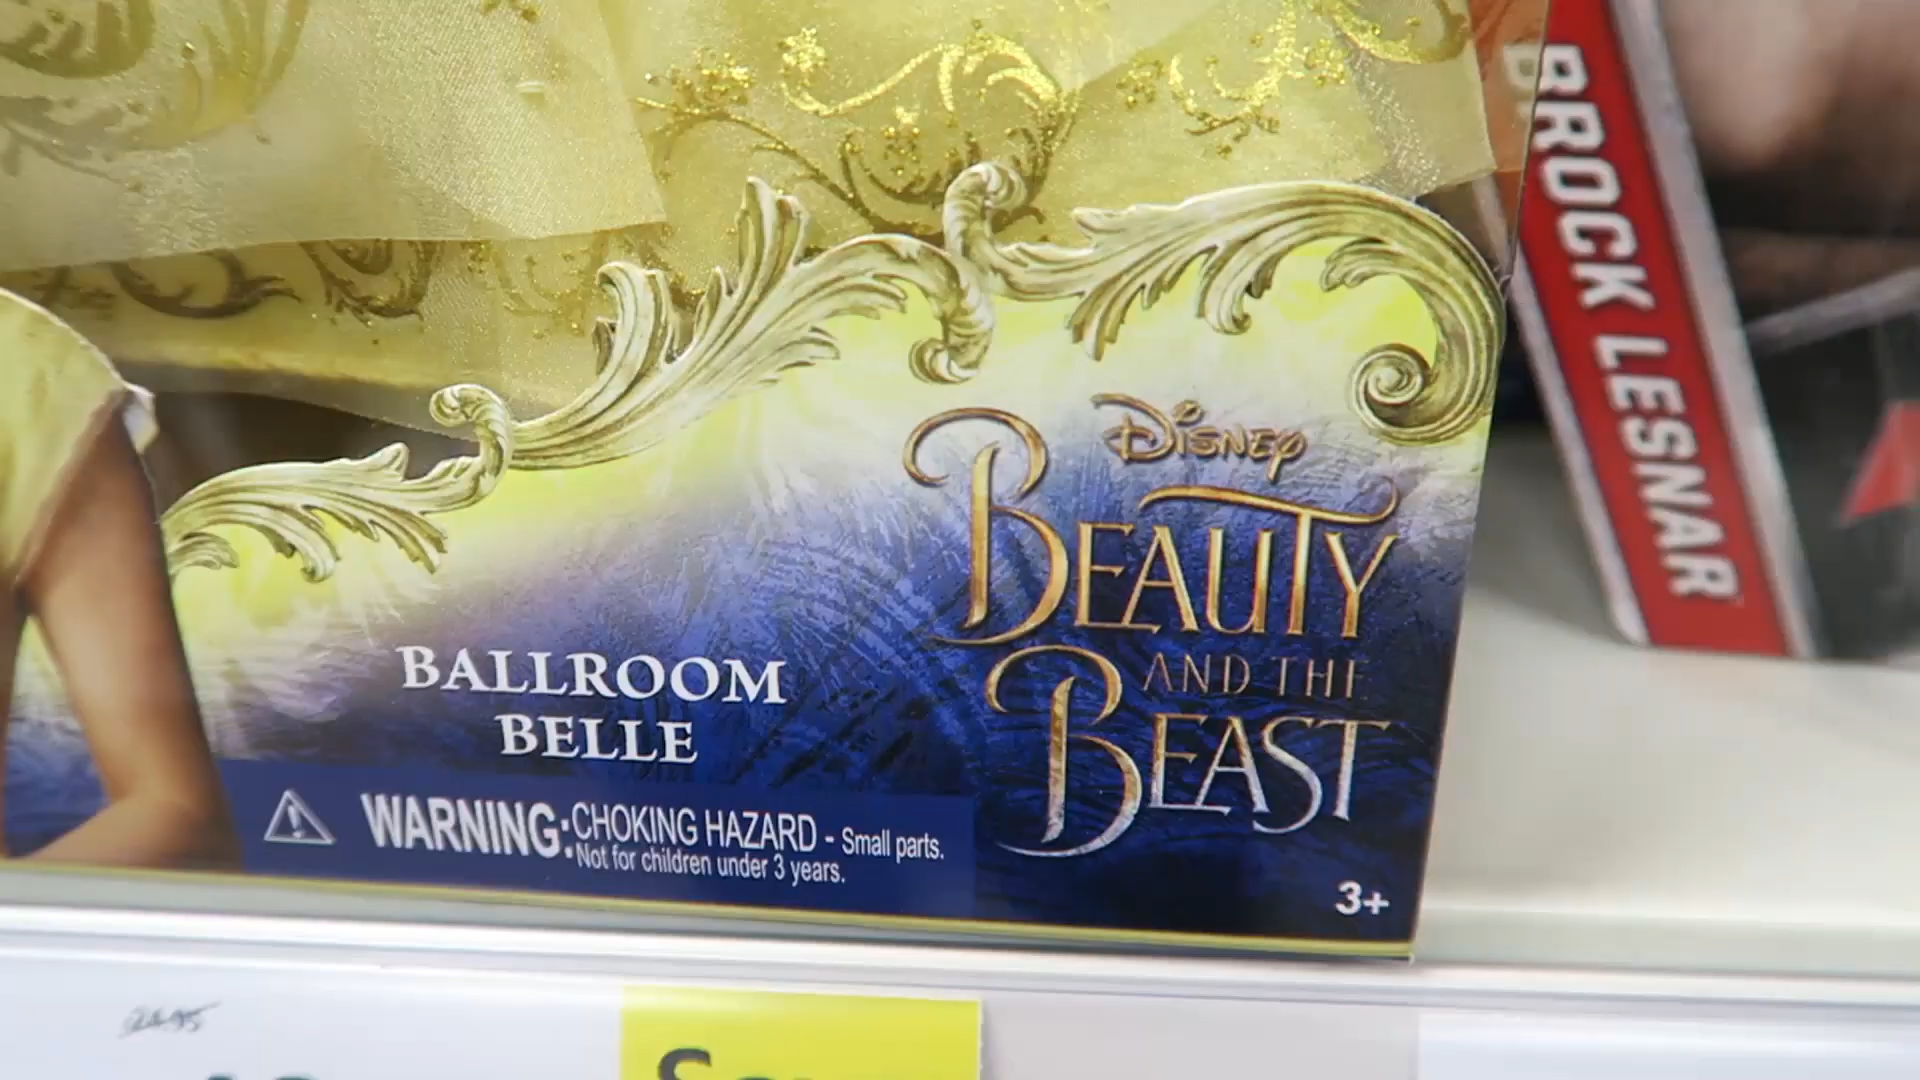 BROCK LESNAR
DISNEY
BEAUTY
AND THE
BEAST
BALLROOM
BELLE
WARNING: CHOKING HAZARD - Small parts.
Not for children under 3 years.
3+